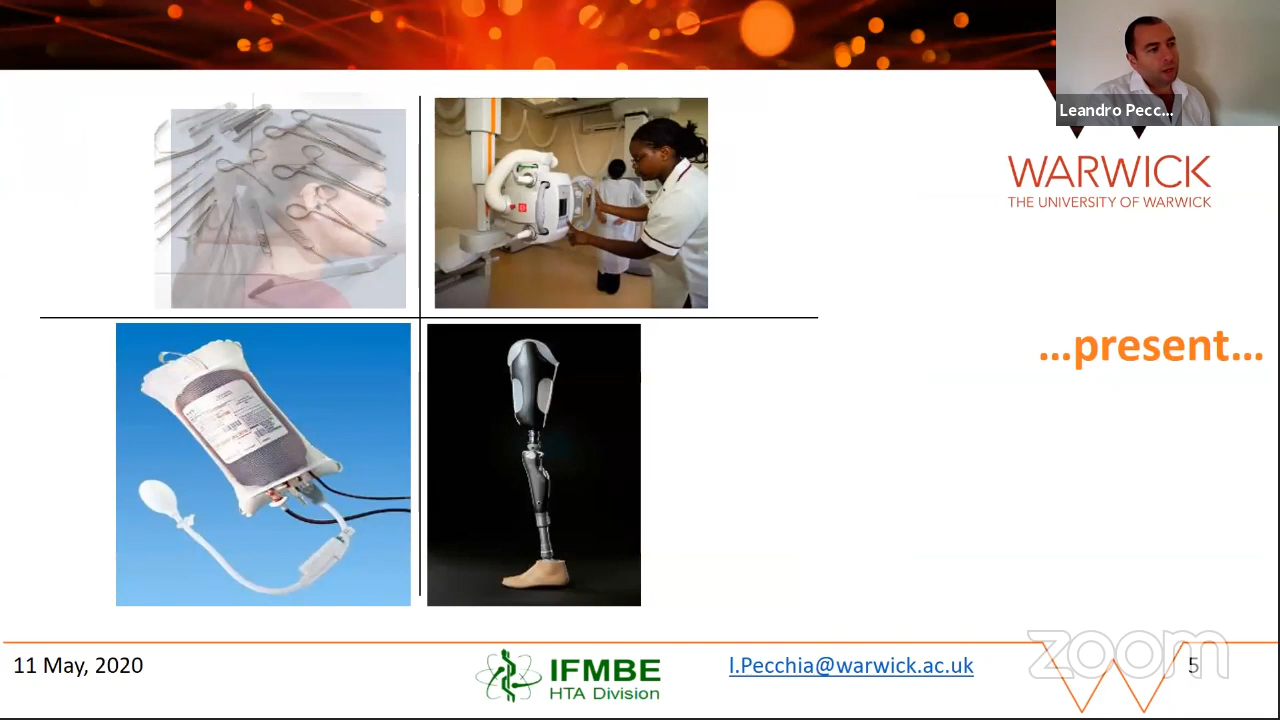 Leandro Pecc...
WARWICK
THE UNIVERSITY OF WARWICK
...present...
11 May, 2020
IFMBE
HTA Division
l.Pecchia@warwick.ac.uk
zoom
5